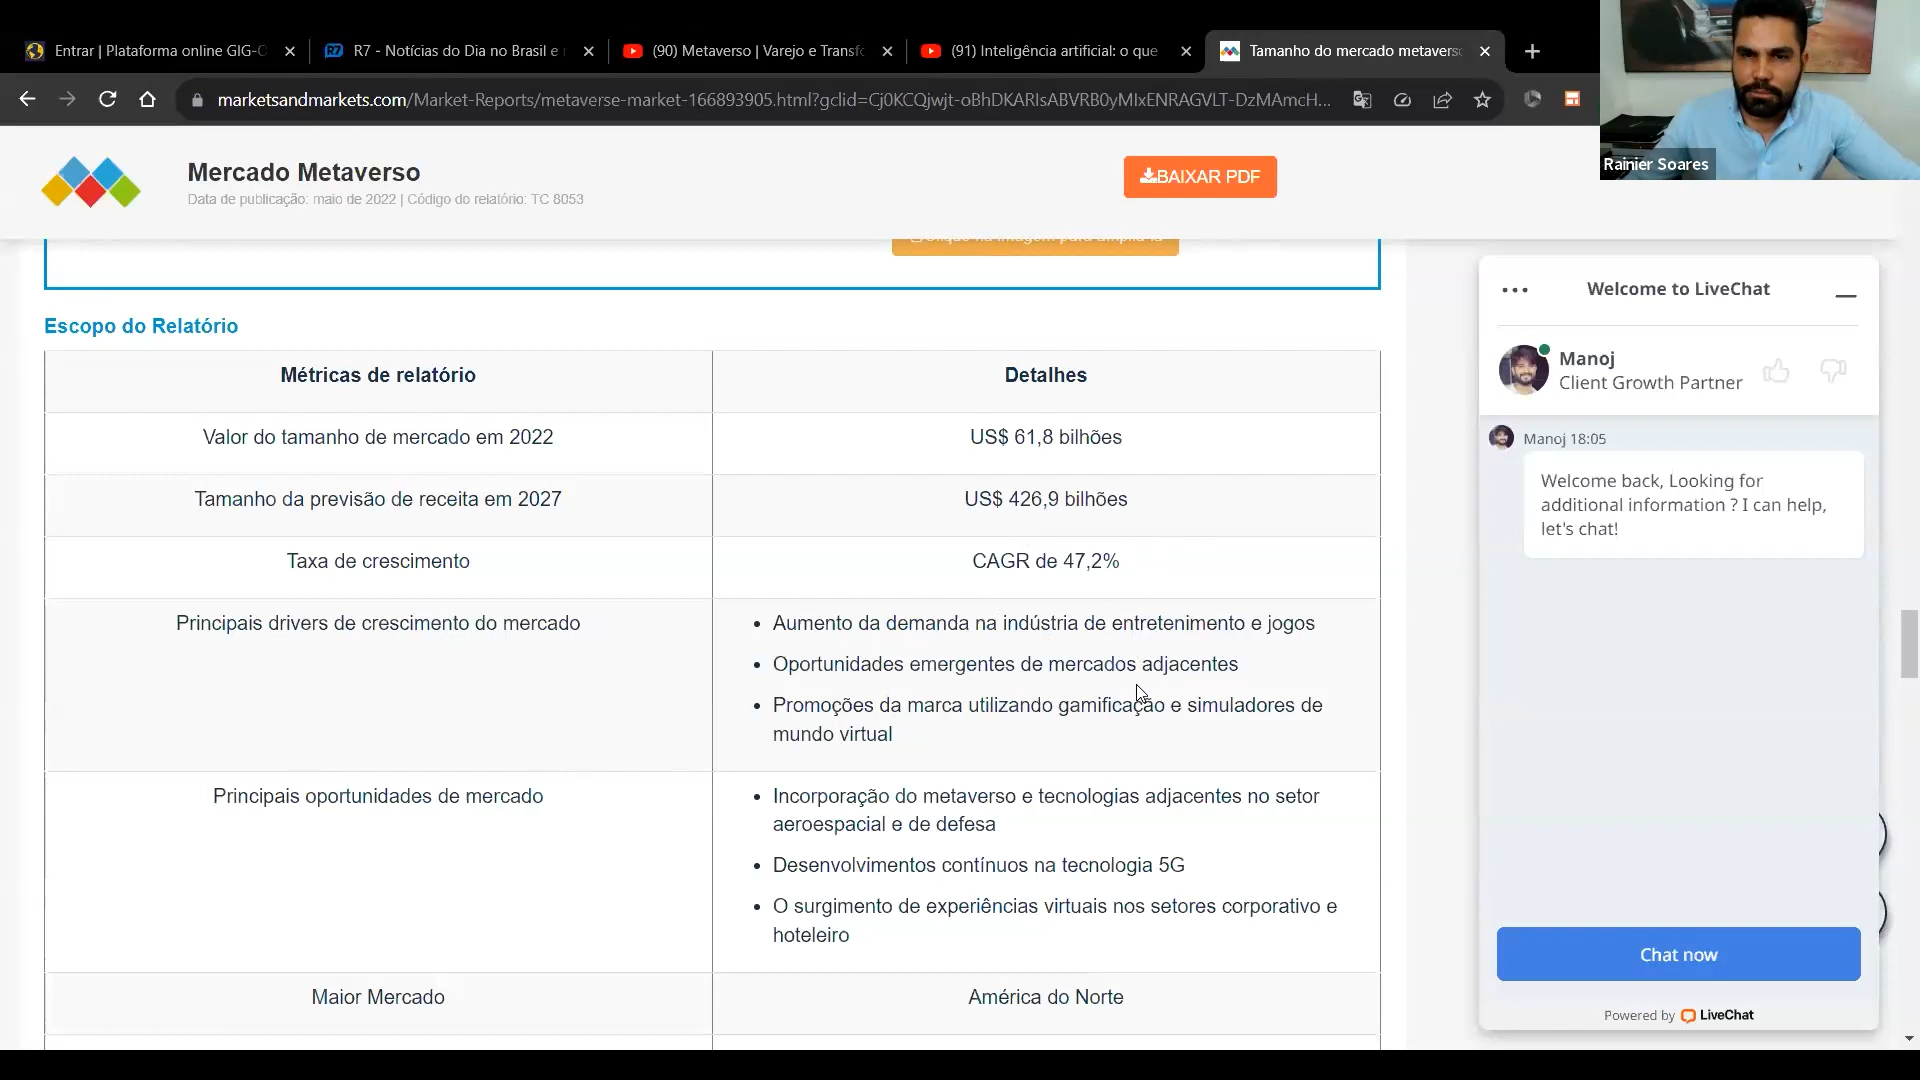 Entrar | Plataforma online GIG-C
R7 - Notícias do Dia no Brasil e
(90) Metaverso | Varejo e Transfo
(91) Inteligência artificial: o que
Tamanho do mercado metaverso
marketsandmarkets.com/Market-Reports/metaverse-market-166893905.html?gclid=Cj0KCQjwjt-oBhDKARIsABVRB0yMIxENRAGVLT-DzMAmcH...
Rainier Soares
Mercado Metaverso
Data de publicação: maio de 2022 | Código do relatório: TC 8053
BAIXAR PDF
Clique na imagem para ampliá-la
Escopo do Relatório
Métricas de relatório
Detalhes
Valor do tamanho de mercado em 2022
US$ 61,8 bilhões
Tamanho da previsão de receita em 2027
US$ 426,9 bilhões
Taxa de crescimento
CAGR de 47,2%
Principais drivers de crescimento do mercado
• Aumento da demanda na indústria de entretenimento e jogos
• Oportunidades emergentes de mercados adjacentes
• Promoções da marca utilizando gamificação e simuladores de
mundo virtual
Principais oportunidades de mercado
• Incorporação do metaverso e tecnologias adjacentes no setor
aeroespacial e de defesa
• Desenvolvimentos contínuos na tecnologia 5G
• O surgimento de experiências virtuais nos setores corporativo e
hoteleiro
Maior Mercado
América do Norte
Welcome to LiveChat
Manoj
Client Growth Partner
Manoj 18:05
Welcome back, Looking for
additional information ? I can help,
let's chat!
Chat now
Powered by LiveChat